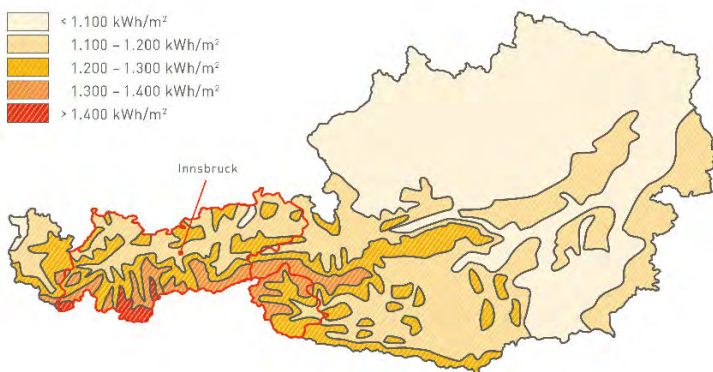 < 1.100 kWh/m²
1.100 – 1.200 kWh/m²
1.200 – 1.300 kWh/m²
1.300 – 1.400 kWh/m²
> 1.400 kWh/m²
Innsbruck